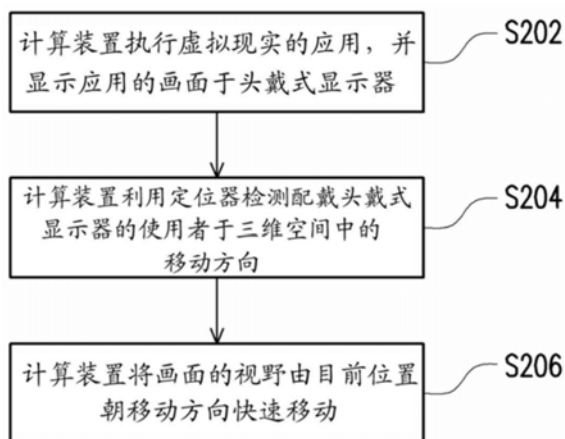 计算装置执行虚拟现实的应用，并
显示应用的画面于头戴式显示器
S202
计算装置利用定位器检测配戴头戴式
显示器的使用者于三维空间中的
移动方向
S204
计算装置将画面的视野由目前位置
朝移动方向快速移动
S206